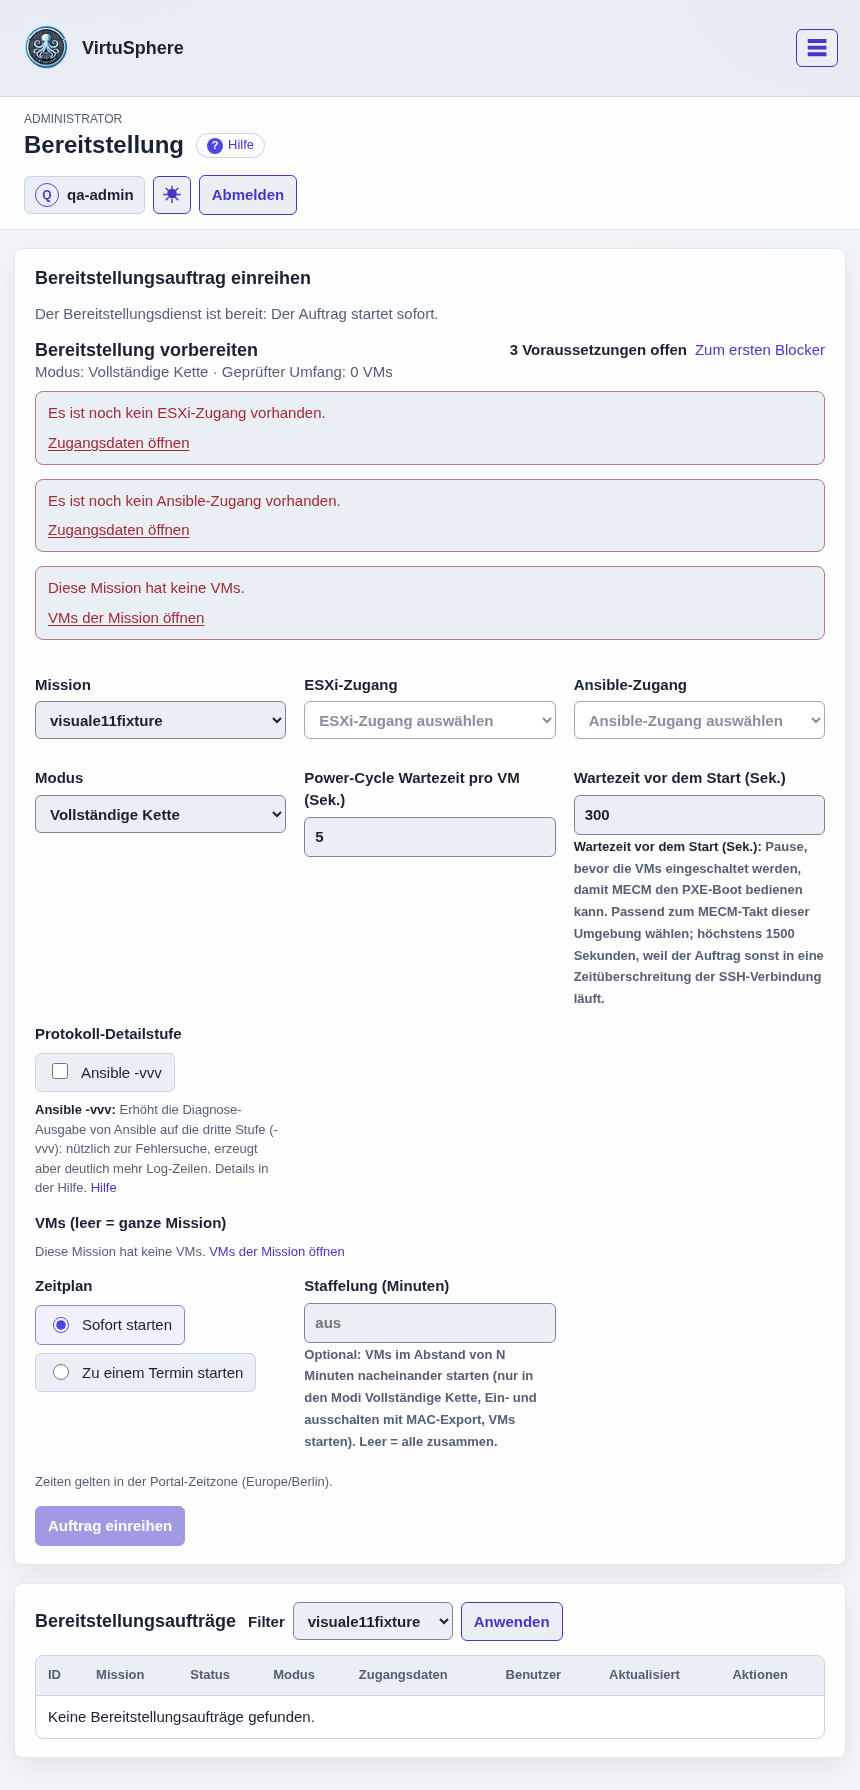 VirtuSphere
ADMINISTRATOR
Bereitstellung
? Hilfe
Q qa-admin
Abmelden
Bereitstellungsauftrag einreihen
Der Bereitstellungsdienst ist bereit: Der Auftrag startet sofort.
Bereitstellung vorbereiten
3 Voraussetzungen offen Zum ersten Blocker
Modus: Vollständige Kette · Geprüfter Umfang: 0 VMs
Es ist noch kein ESXi-Zugang vorhanden.
Zugangsdaten öffnen
Es ist noch kein Ansible-Zugang vorhanden.
Zugangsdaten öffnen
Diese Mission hat keine VMs.
VMs der Mission öffnen
Mission
visuale11fixture
ESXi-Zugang
ESXi-Zugang auswählen
Ansible-Zugang
Ansible-Zugang auswählen
Modus
Vollständige Kette
Power-Cycle Wartezeit pro VM
(Sek.)
5
Wartezeit vor dem Start (Sek.)
300
Wartezeit vor dem Start (Sek.): Pause,
bevor die VMs eingeschaltet werden,
damit MECM den PXE-Boot bedienen
kann. Passend zum MECM-Takt dieser
Umgebung wählen; höchstens 1500
Sekunden, weil der Auftrag sonst in eine
Zeitüberschreitung der SSH-Verbindung
läuft.
Protokoll-Detailstufe
Ansible -vvv
Ansible -vvv: Erhöht die Diagnose-
Ausgabe von Ansible auf die dritte Stufe (-
vvv): nützlich zur Fehlersuche, erzeugt
aber deutlich mehr Log-Zeilen. Details in
der Hilfe. Hilfe
VMs (leer = ganze Mission)
Diese Mission hat keine VMs. VMs der Mission öffnen
Zeitplan
Sofort starten
Zu einem Termin starten
Staffelung (Minuten)
aus
Optional: VMs im Abstand von N
Minuten nacheinander starten (nur in
den Modi Vollständige Kette, Ein- und
ausschalten mit MAC-Export, VMs
starten). Leer = alle zusammen.
Zeiten gelten in der Portal-Zeitzone (Europe/Berlin).
Auftrag einreihen
Bereitstellungsaufträge Filter visuale11fixture Anwenden
ID Mission Status Modus Zugangsdaten Benutzer Aktualisiert Aktionen
Keine Bereitstellungsaufträge gefunden.